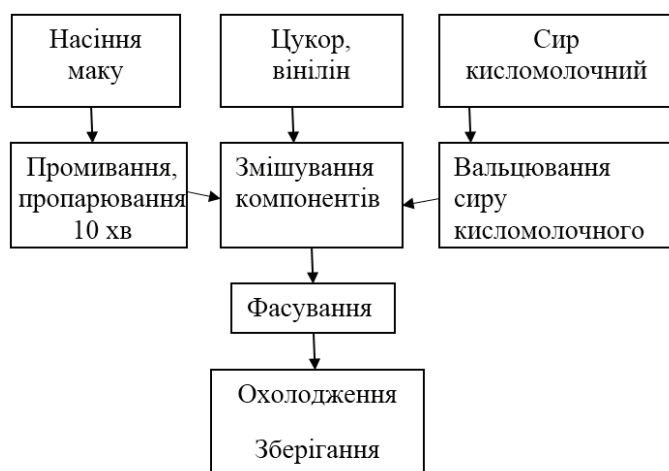 Насіння
маку
Цукор,
вінілін
Сир
кисломолочний
Промивання,
пропарювання
10 хв
Змішування
компонентів
Вальцювання
сиру
кисломолочного
Фасування
Охолодження
Зберігання